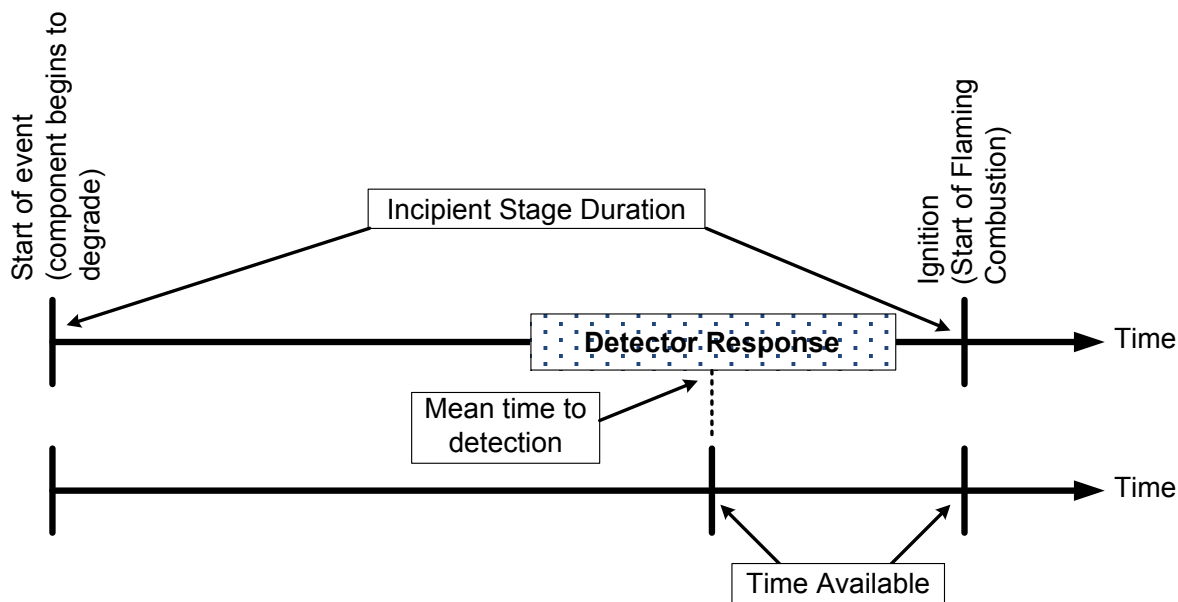 Start of event
(component begins to
degrade)
Incipient Stage Duration
Ignition
(Start of Flaming
Combustion)
Detector Response
Time
Mean time to
detection
Time
Time Available